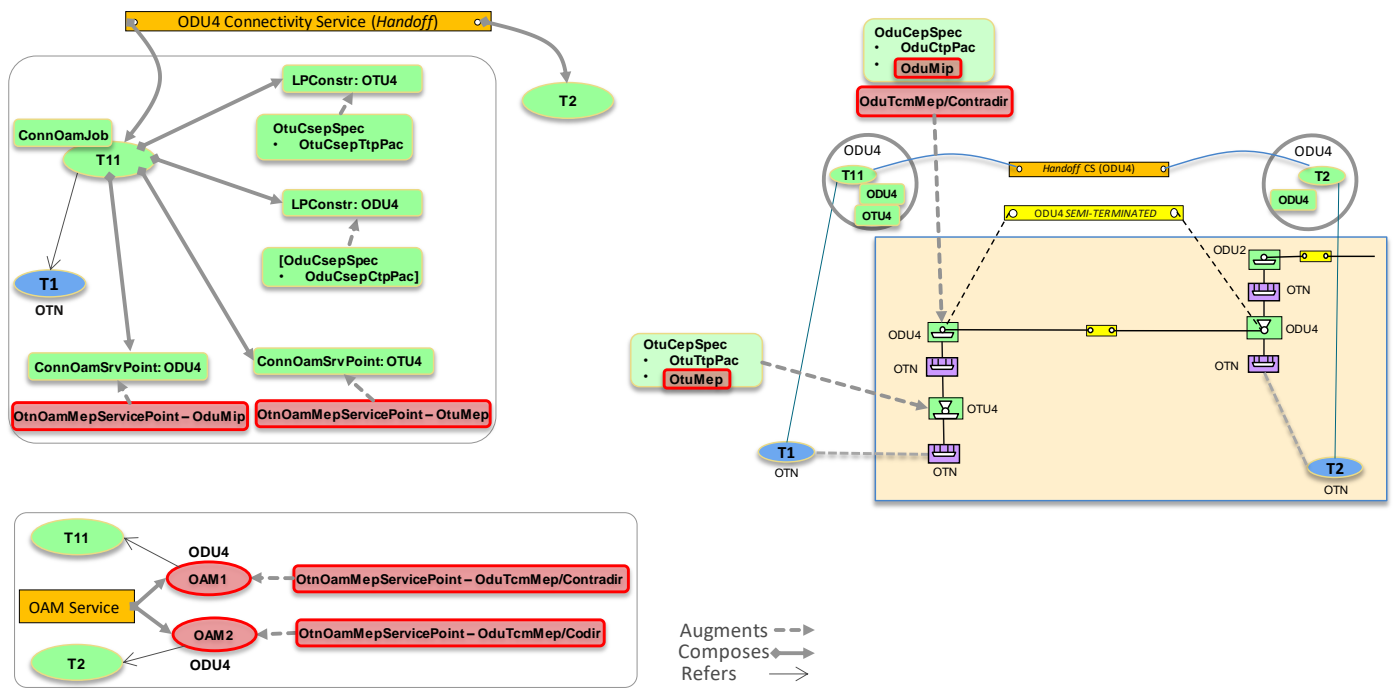 ODU4 Connectivity Service (Handoff)
T2
LPConstr: OTU4
OtuCsepSpec
• OtuCsepTtpPac
ConnOamJob
T11
LPConstr: ODU4
[OduCsepSpec
• OduCsepCtpPac]
T1
OTN
ConnOamSrvPoint: ODU4
ConnOamSrvPoint: OTU4
OtnOamMepServicePoint – OduMip
OtnOamMepServicePoint – OtuMep
OduCepSpec
• OduCtpPac
• OduMip
OduTcmMep/Contradir
ODU4
T11
ODU4
OTU4
Handoff CS (ODU4)
ODU4
T2
ODU4
ODU4 SEMI-TERMINATED
ODU2
OTN
ODU4
OTN
ODU4
OTN
OTU4
OTN
OtuCepSpec
• OtuTtpPac
• OtuMep
T1
OTN
T2
OTN
T11
ODU4
OAM1
OtnOamMepServicePoint – OduTcmMep/Contradir
OAM Service
OAM2
OtnOamMepServicePoint – OduTcmMep/Codir
T2
ODU4
Augments
Composes
Refers